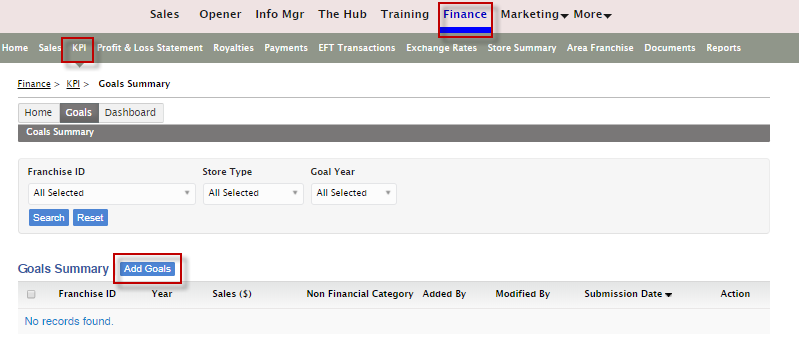 Sales Opener Info Mgr The Hub Training Finance Marketing More
Home Sales KPI Profit & Loss Statement Royalties Payments EFT Transactions Exchange Rates Store Summary Area Franchise Documents Reports
Finance > KPI > Goals Summary
Home Goals Dashboard
Goals Summary
Franchise ID Store Type Goal Year
All Selected All Selected All Selected
Search Reset
Goals Summary Add Goals
Franchise ID Year Sales ($) Non Financial Category Added By Modified By Submission Date Action
No records found.